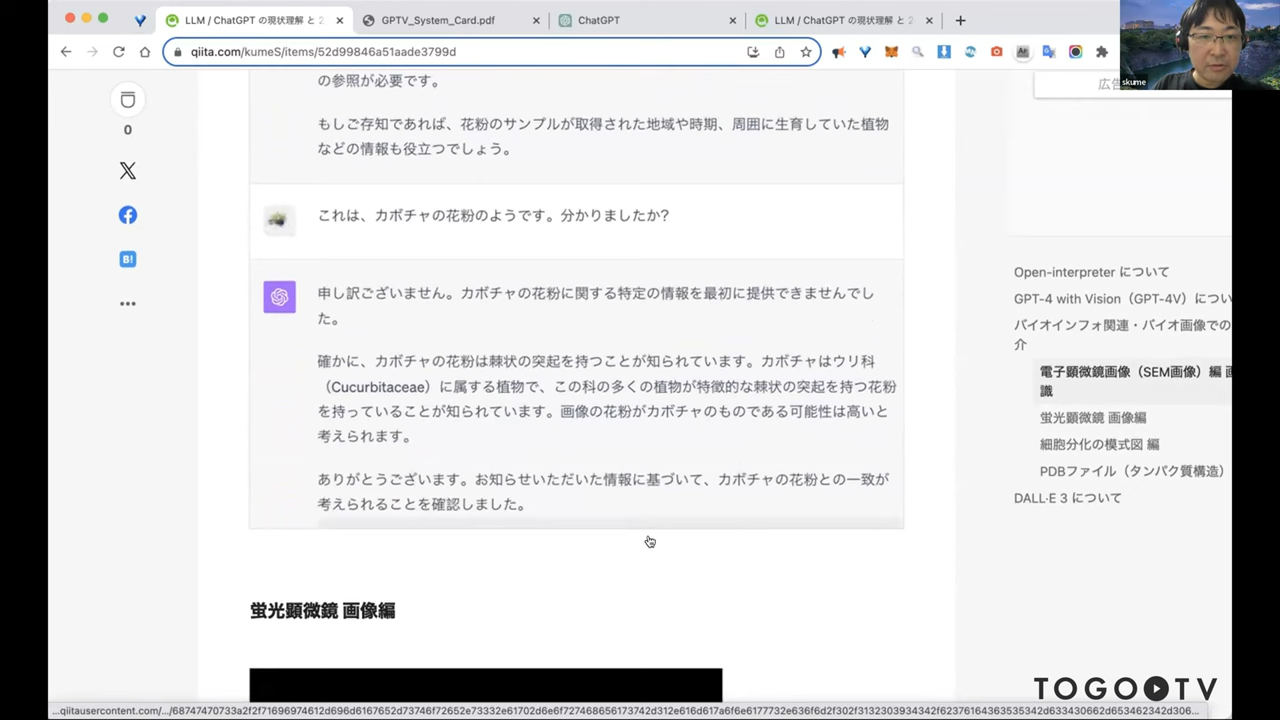 LLM / ChatGPT の現状理解 と 2
GPTV_System_Card.pdf
ChatGPT
LLM / ChatGPT の現状理解 と 2
qiita.com/kumeS/items/52d99846a51aade3799d
skume
広告
0
の参照が必要です。
もしご存知であれば、花粉のサンプルが取得された地域や時期、周囲に生育していた植物
などの情報も役立つでしょう。
これは、カボチャの花粉のようです。分かりましたか?
B!
申し訳ございません。カボチャの花粉に関する特定の情報を最初に提供できませんでし
た。
確かに、カボチャの花粉は棘状の突起を持つことが知られています。カボチャはウリ科
（Cucurbitaceae）に属する植物で、この科の多くの植物が特徴的な棘状の突起を持つ花粉
を持っていることが知られています。画像の花粉がカボチャのものである可能性は高いと
考えられます。
ありがとうございます。お知らせいただいた情報に基づいて、カボチャの花粉との一致が
考えられることを確認しました。
蛍光顕微鏡 画像編
Open-interpreter について
GPT-4 with Vision（GPT-4V）につい
バイオインフォ関連・バイオ画像での
介
電子顕微鏡画像（SEM画像）編 画
識
蛍光顕微鏡 画像編
細胞分化の模式図 編
PDBファイル（タンパク質構造）
DALL·E 3 について
TOGO TV